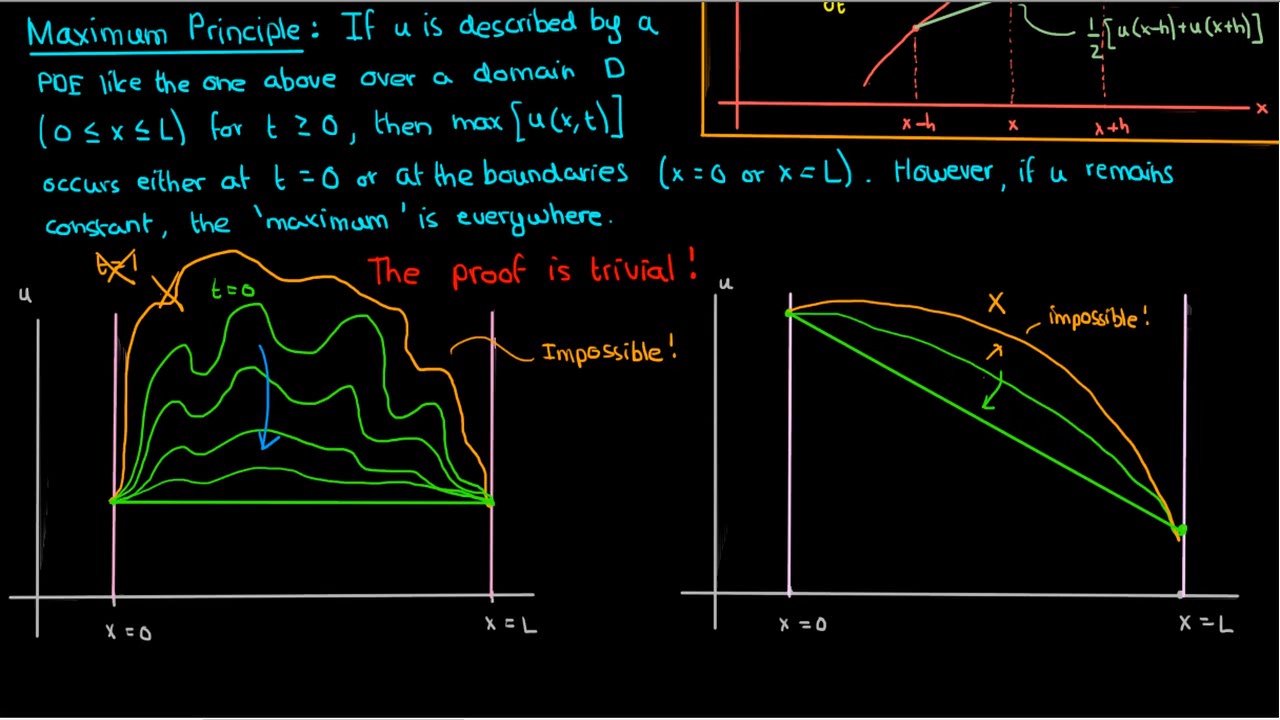 Maximum Principle: If u is described by a
PDE like the one above over a domain D
(0 ≤ x ≤ L) for t ≥ 0, then max [u(x,t)]
occurs either at t = 0 or at the boundaries (x = 0 or x = L). However, if u remains
constant, the 'maximum' is everywhere.
∂t
½[u(x-h)+u(x+h)]
x
x-h x x+h
The proof is trivial!
t=1
t=0
u
Impossible!
x = 0
x = L
u
X
impossible!
x = 0
x = L